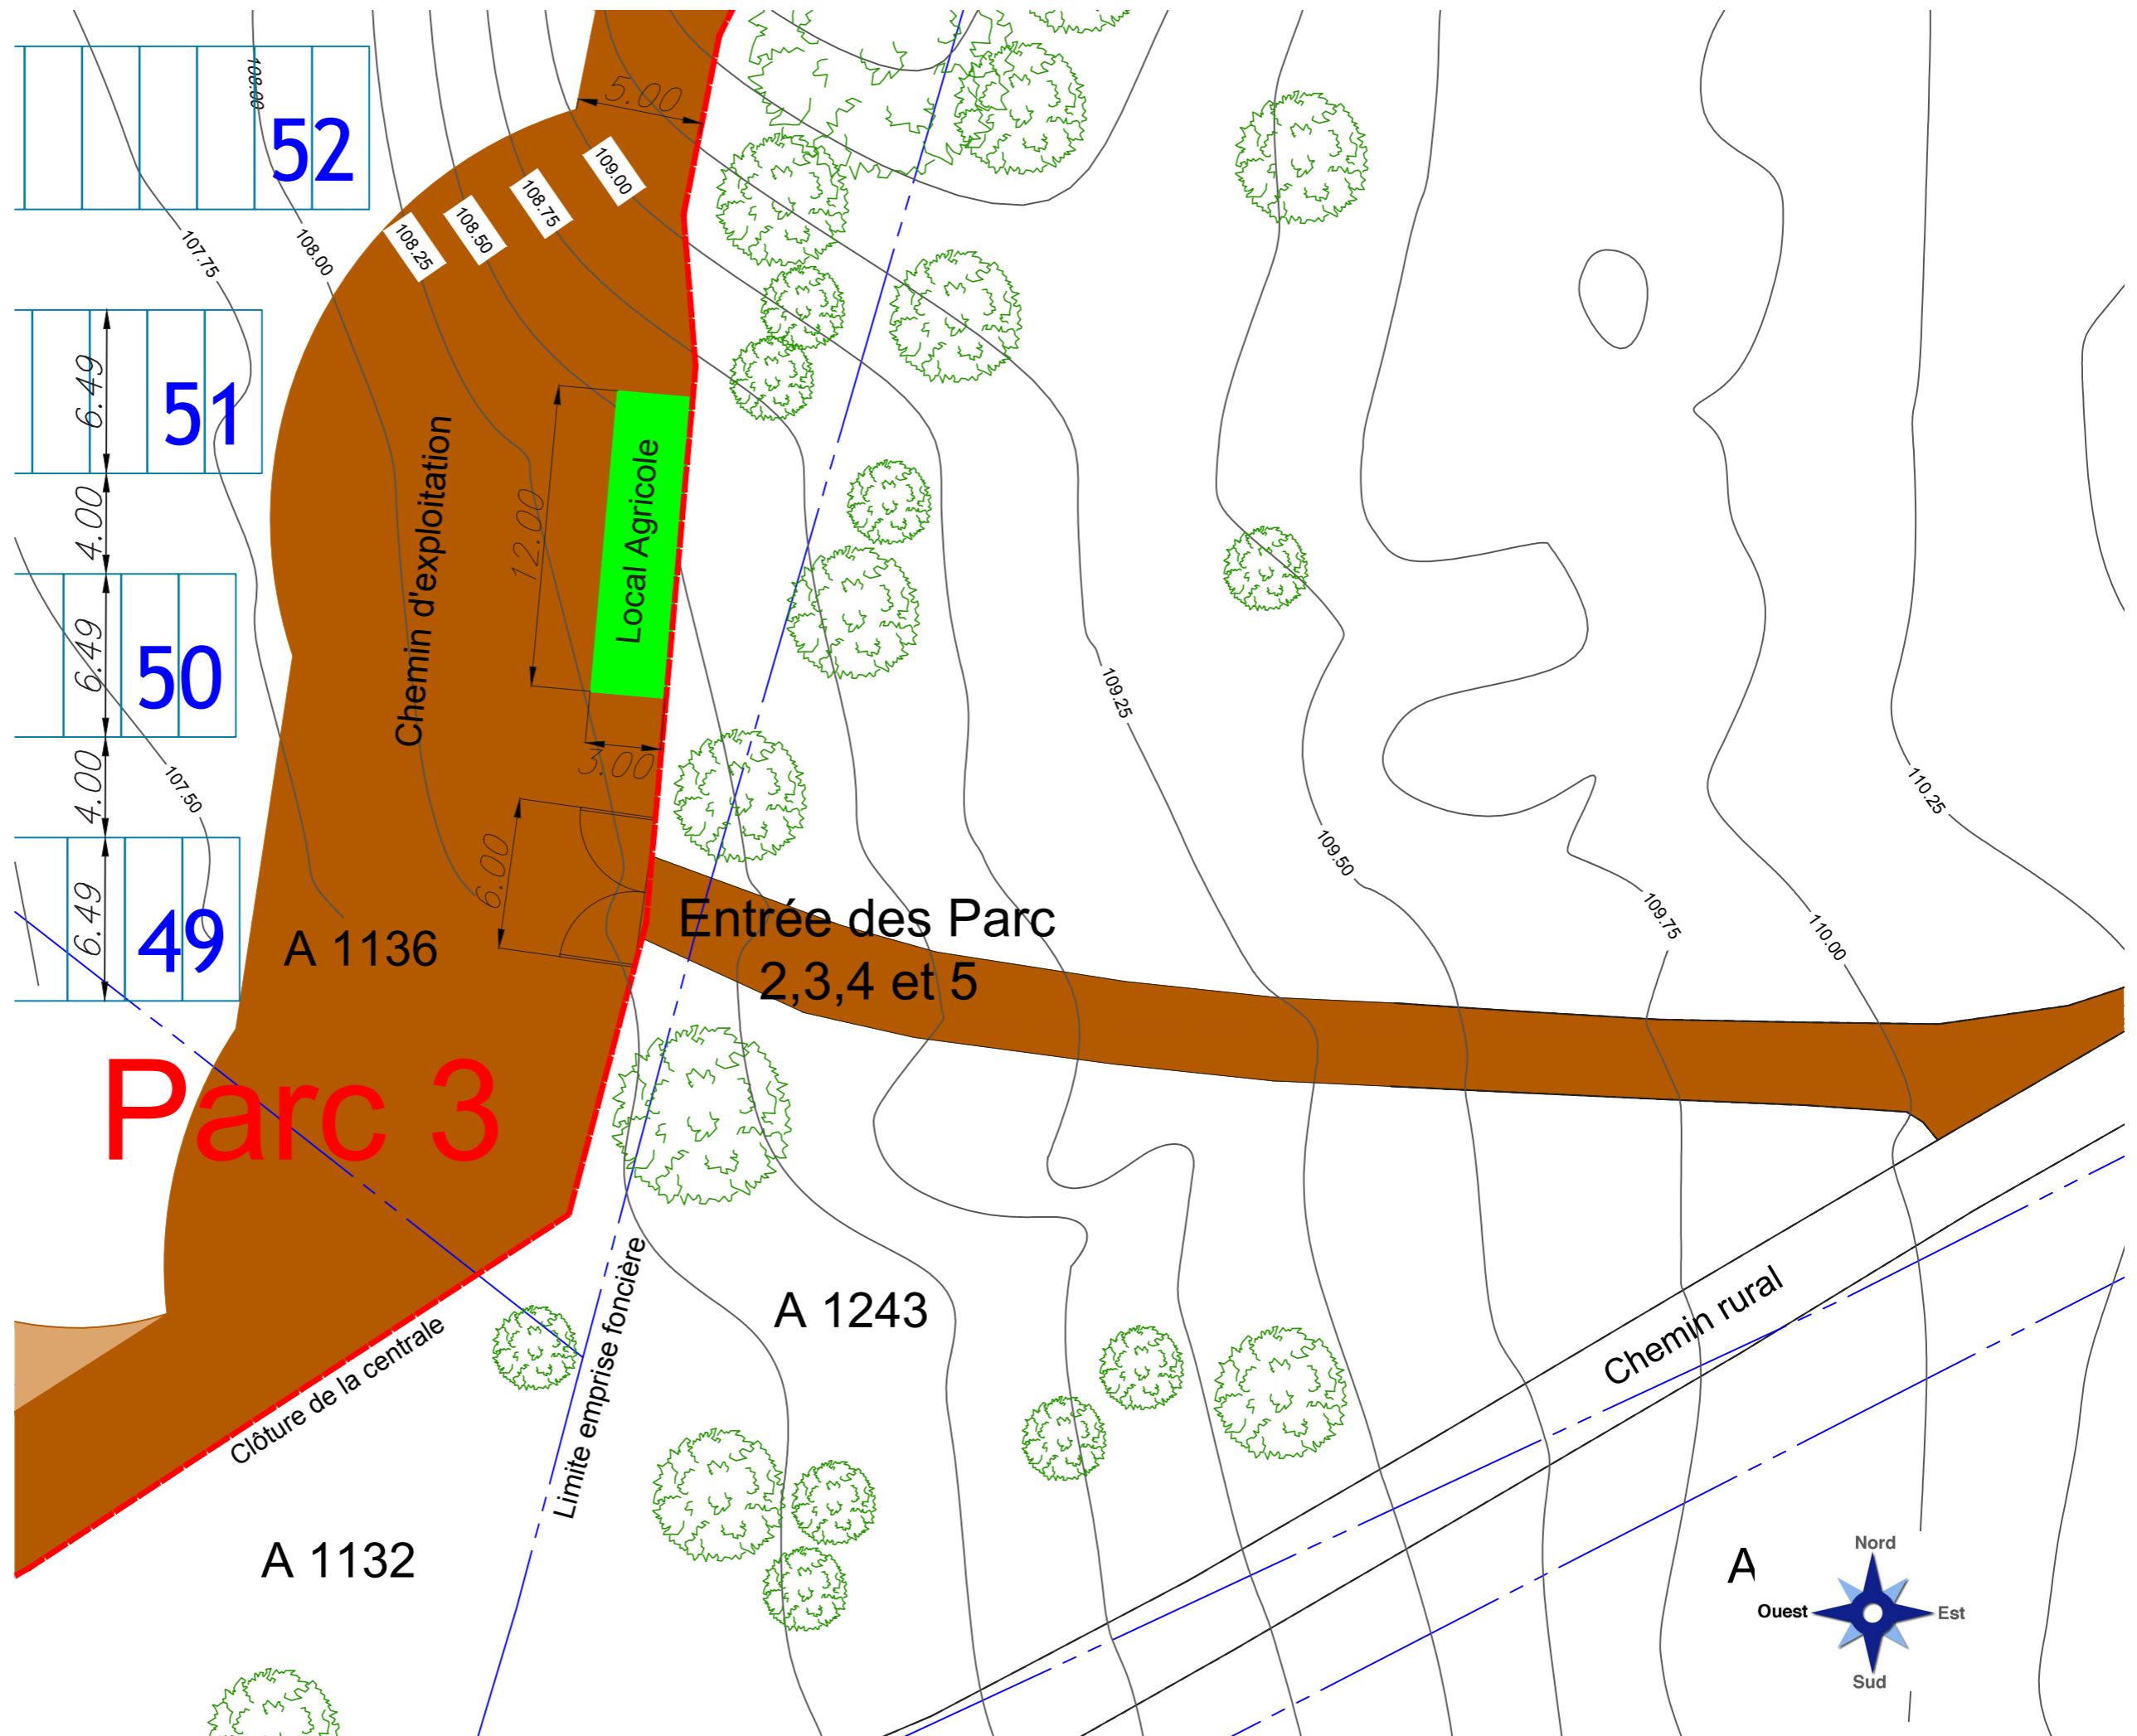 108.00
52
5.00
109.00
108.75
108.50
108.25
108.00
107.75
6.49
51
Chemin d'exploitation
12.00
Local Agricole
4.00
6.49
50
3.00
109.25
107.50
4.00
6.00
109.50
110.25
6.49
49
A 1136
Entrée des Parc
2,3,4 et 5
109.75
110.00
Parc 3
Clôture de la centrale
Limite emprise foncière
A 1243
Chemin rural
A 1132
A
Nord
Ouest
Est
Sud